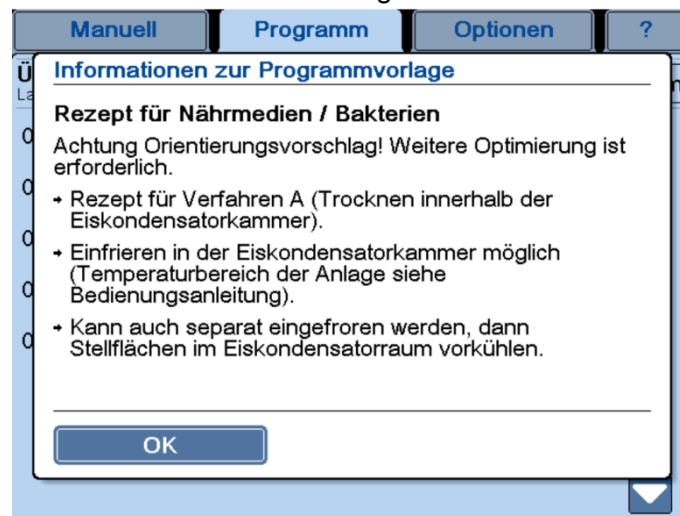 Manuell
Programm
Optionen
?
Informationen zur Programmvorlage
Rezept für Nährmedien / Bakterien
Achtung Orientierungsvorschlag! Weitere Optimierung ist
erforderlich.
→ Rezept für Verfahren A (Trocknen innerhalb der
Eiskondensatorkammer).
→ Einfrieren in der Eiskondensatorkammer möglich
(Temperaturbereich der Anlage siehe
Bedienungsanleitung).
→ Kann auch separat eingefroren werden, dann
Stellflächen im Eiskondensatorraum vorkühlen.
OK